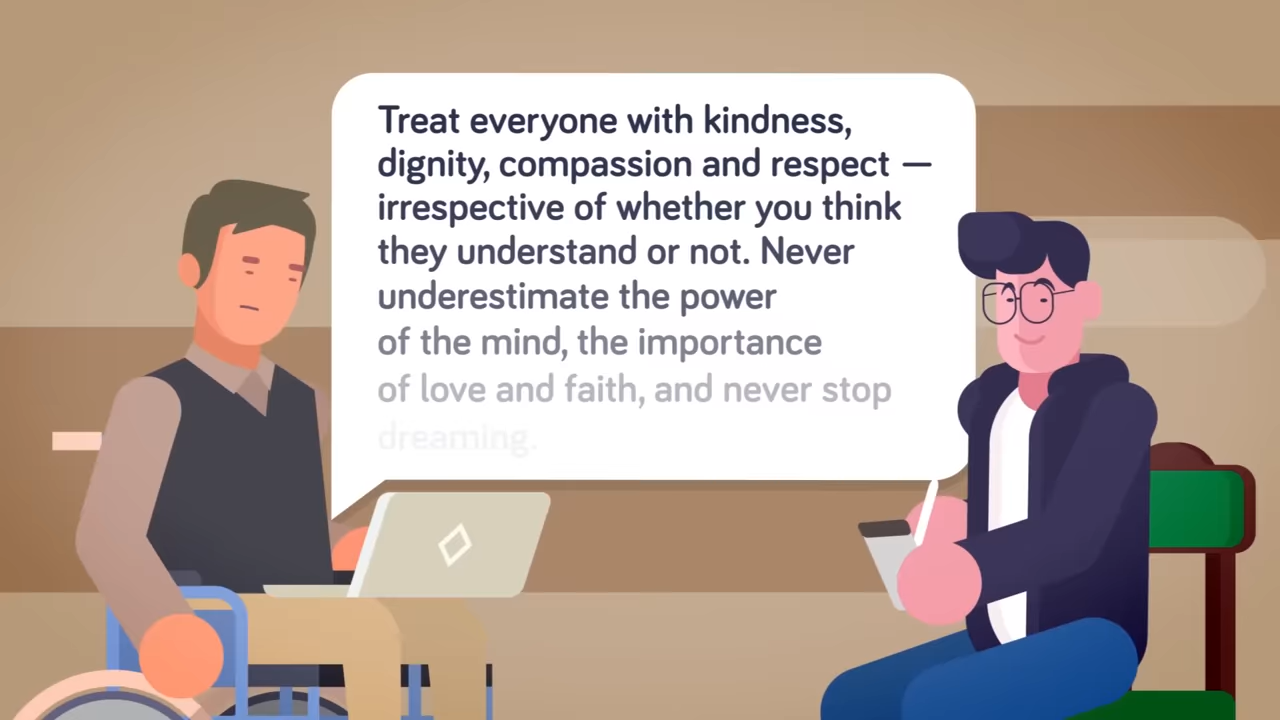 Treat everyone with kindness,
dignity, compassion and respect —
irrespective of whether you think
they understand or not. Never
underestimate the power
of the mind, the importance
of love and faith, and never stop
dreaming.